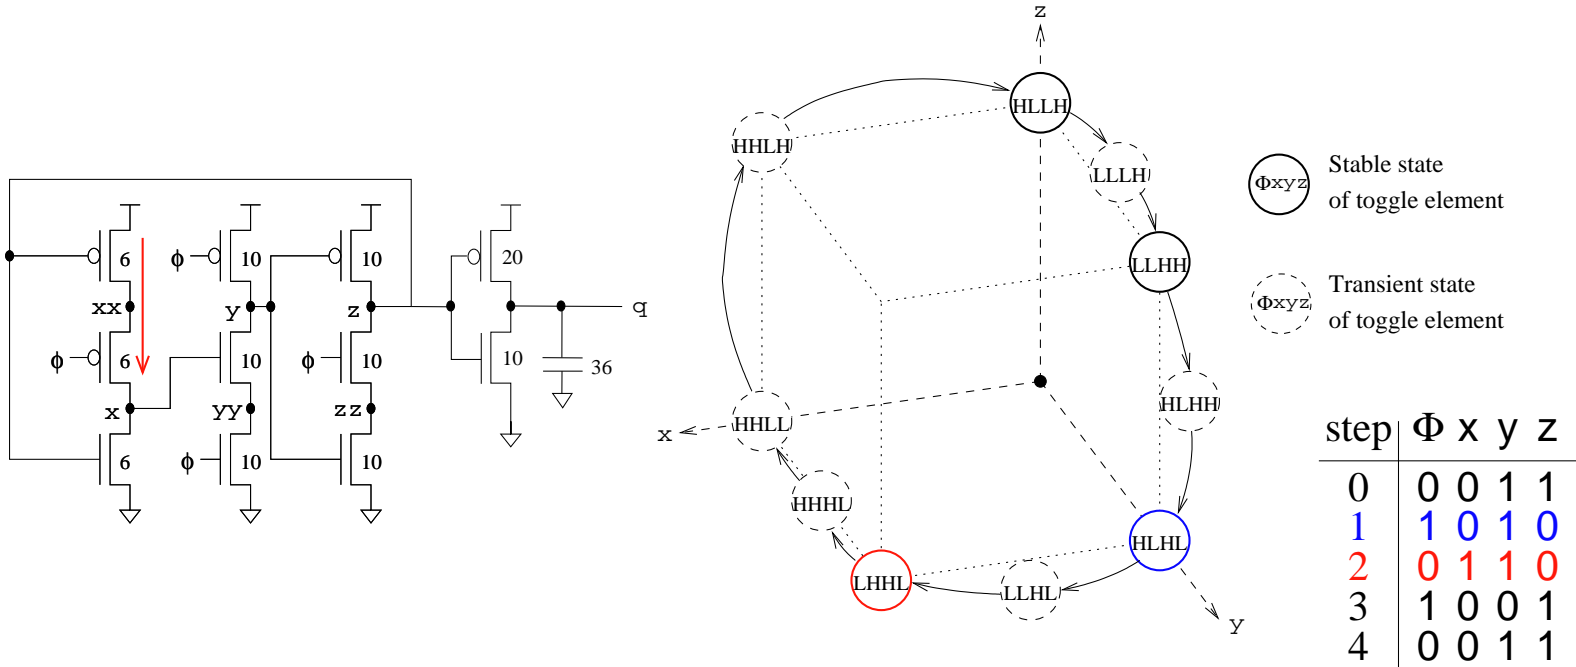 z
HLLH
HHLH
LLLH
Φxyz
Stable state
of toggle element
6
ϕ
10
10
20
LLHH
xx
y
z
q
Φxyz
Transient state
of toggle element
ϕ
6
10
ϕ
10
10
36
x
yy
zz
HLHH
x
HHLL
6
ϕ
10
10
HHHL
HLHL
LHHL
LLHL
y
step Φ x y z
0 0 0 1 1
1 1 0 1 0
2 0 1 1 0
3 1 0 0 1
4 0 0 1 1